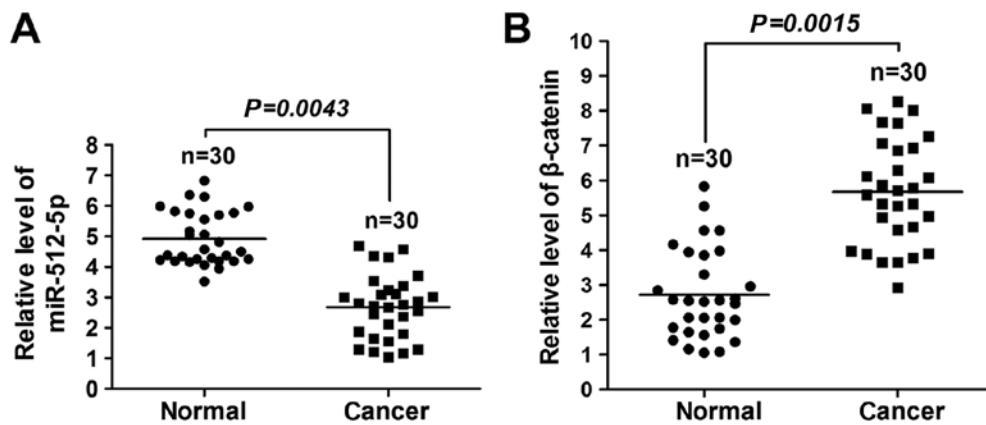 A
P=0.0043
n=30
n=30
Relative level of
miR-512-5p
8
7
6
5
4
3
2
1
0
Normal
Cancer
B
P=0.0015
n=30
n=30
Relative level of β-catenin
10
9
8
7
6
5
4
3
2
1
0
Normal
Cancer